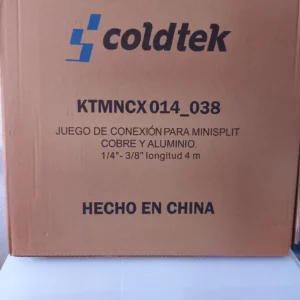 coldtek
KTMNCX 014_038
JUEGO DE CONEXIÓN PARA MINISPLIT
COBRE Y ALUMINIO.
1/4"- 3/8" longitud 4 m
HECHO EN CHINA